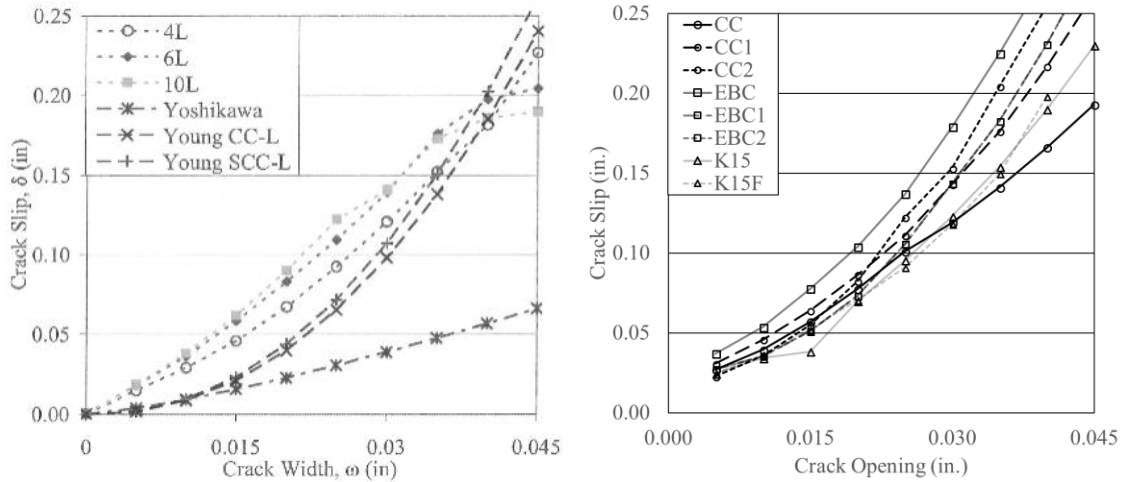 0.25
0.20
0.15
0.10
0.05
0.00
Crack Slip, δ (in)
4L
6L
10L
Yoshikawa
Young CC-L
Young SCC-L
0
0.015
0.03
0.045
Crack Width, ω (in)
0.25
0.20
0.15
0.10
0.05
0.00
Crack Slip (in.)
CC
CC1
CC2
EBC
EBC1
EBC2
K15
K15F
0.000
0.015
0.030
0.045
Crack Opening (in.)